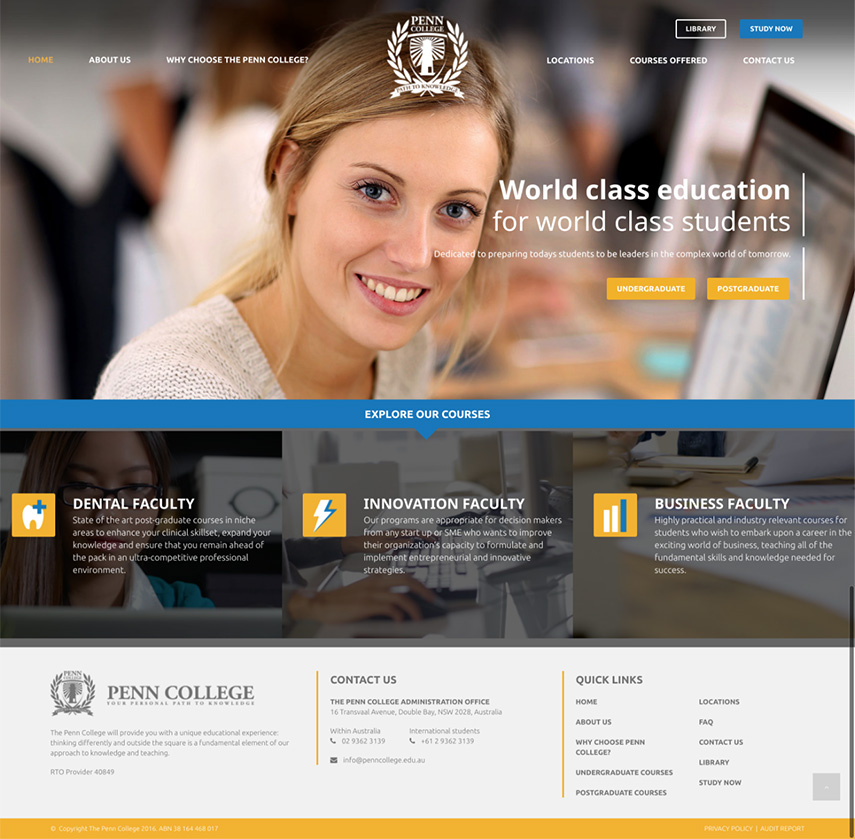 PENN
COLLEGE
PATH TO KNOWLEDGE
LIBRARY
STUDY NOW
HOME
ABOUT US
WHY CHOOSE THE PENN COLLEGE?
LOCATIONS
COURSES OFFERED
CONTACT US
World class education
for world class students
Dedicated to preparing todays students to be leaders in the complex world of tomorrow.
UNDERGRADUATE
POSTGRADUATE
EXPLORE OUR COURSES
DENTAL FACULTY
State of the art post-graduate courses in niche
areas to enhance your clinical skillset, expand your
knowledge and ensure that you remain ahead of
the pack in an ultra-competitive professional
environment.
INNOVATION FACULTY
Our programs are appropriate for decision makers
from any start up or SME who wants to improve
their organization's capacity to formulate and
implement entrepreneurial and innovative
strategies.
BUSINESS FACULTY
Highly practical and industry relevant courses for
students who wish to embark upon a career in the
exciting world of business, teaching all of the
fundamental skills and knowledge needed for
success.
PENN
COLLEGE
PENN COLLEGE
YOUR PERSONAL PATH TO KNOWLEDGE
The Penn College will provide you with a unique educational experience:
thinking differently and outside the square is a fundamental element of our
approach to knowledge and teaching.
RTO Provider 40849
CONTACT US
THE PENN COLLEGE ADMINISTRATION OFFICE
16 Transvaal Avenue, Double Bay, NSW 2028, Australia
Within Australia
02 9362 3139
International students
+61 2 9362 3139
info@penncollege.edu.au
QUICK LINKS
HOME
ABOUT US
WHY CHOOSE PENN
COLLEGE?
UNDERGRADUATE COURSES
POSTGRADUATE COURSES
LOCATIONS
FAQ
CONTACT US
LIBRARY
STUDY NOW
© Copyright The Penn College 2016. ABN 38 164 468 017
PRIVACY POLICY | AUDIT REPORT